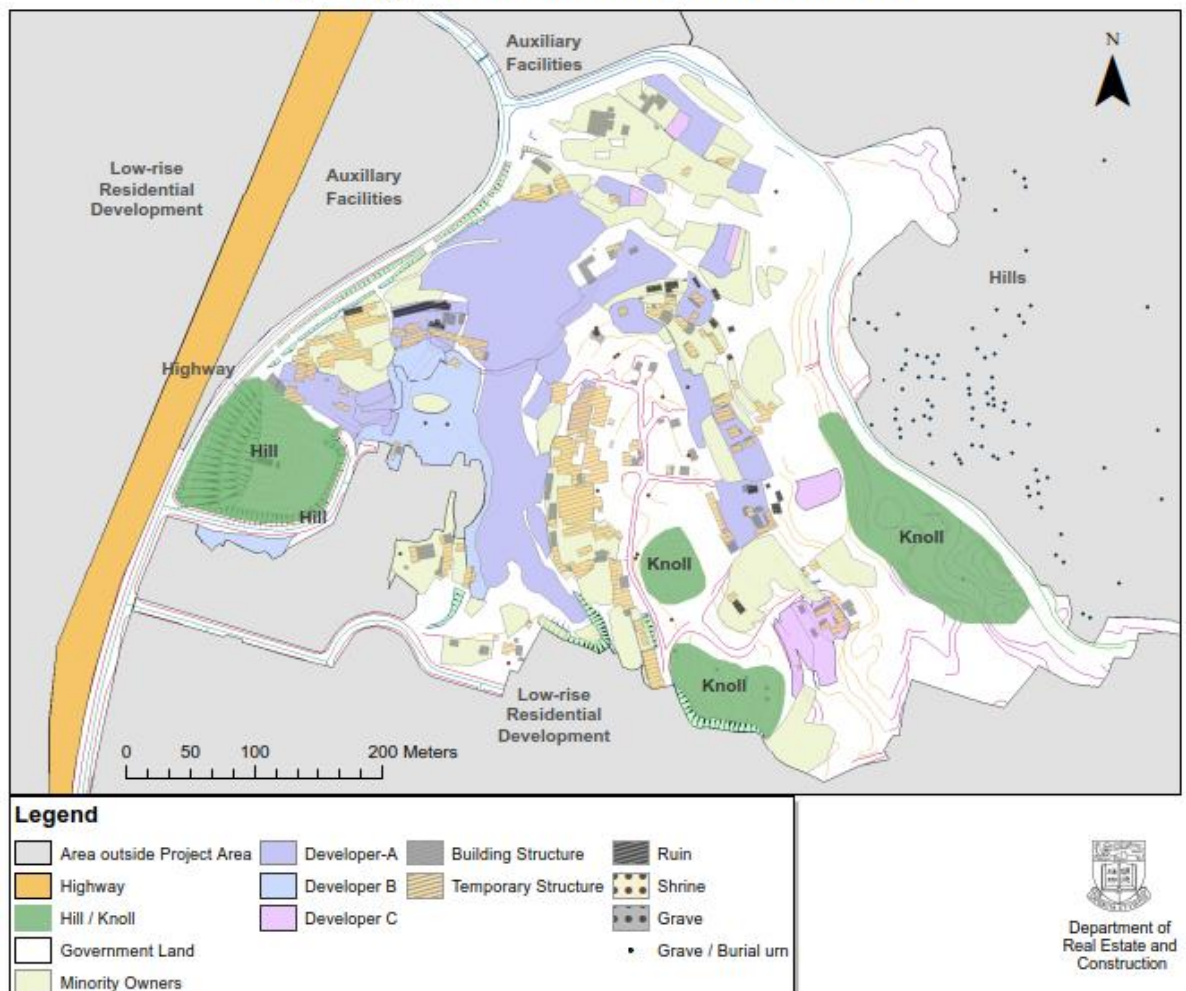 Auxiliary
Facilities
N
Low-rise
Residential
Development
Auxillary
Facilities
Hills
Highway
Hill
Hill
Knoll
Knoll
Knoll
Low-rise
Residential
Development
0 50 100 200 Meters
Legend
Area outside Project Area
Developer-A
Building Structure
Ruin
Highway
Developer B
Temporary Structure
Shrine
Hill / Knoll
Developer C
Grave
Government Land
Grave / Burial urn
Minority Owners
Department of
Real Estate and
Construction